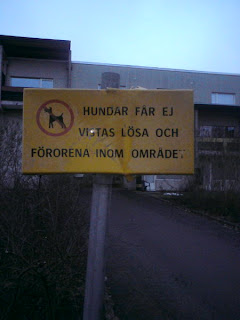 HUNDAR FÅR EJ
VISTAS LÖSA OCH
FÖRORENA INOM OMRÅDET